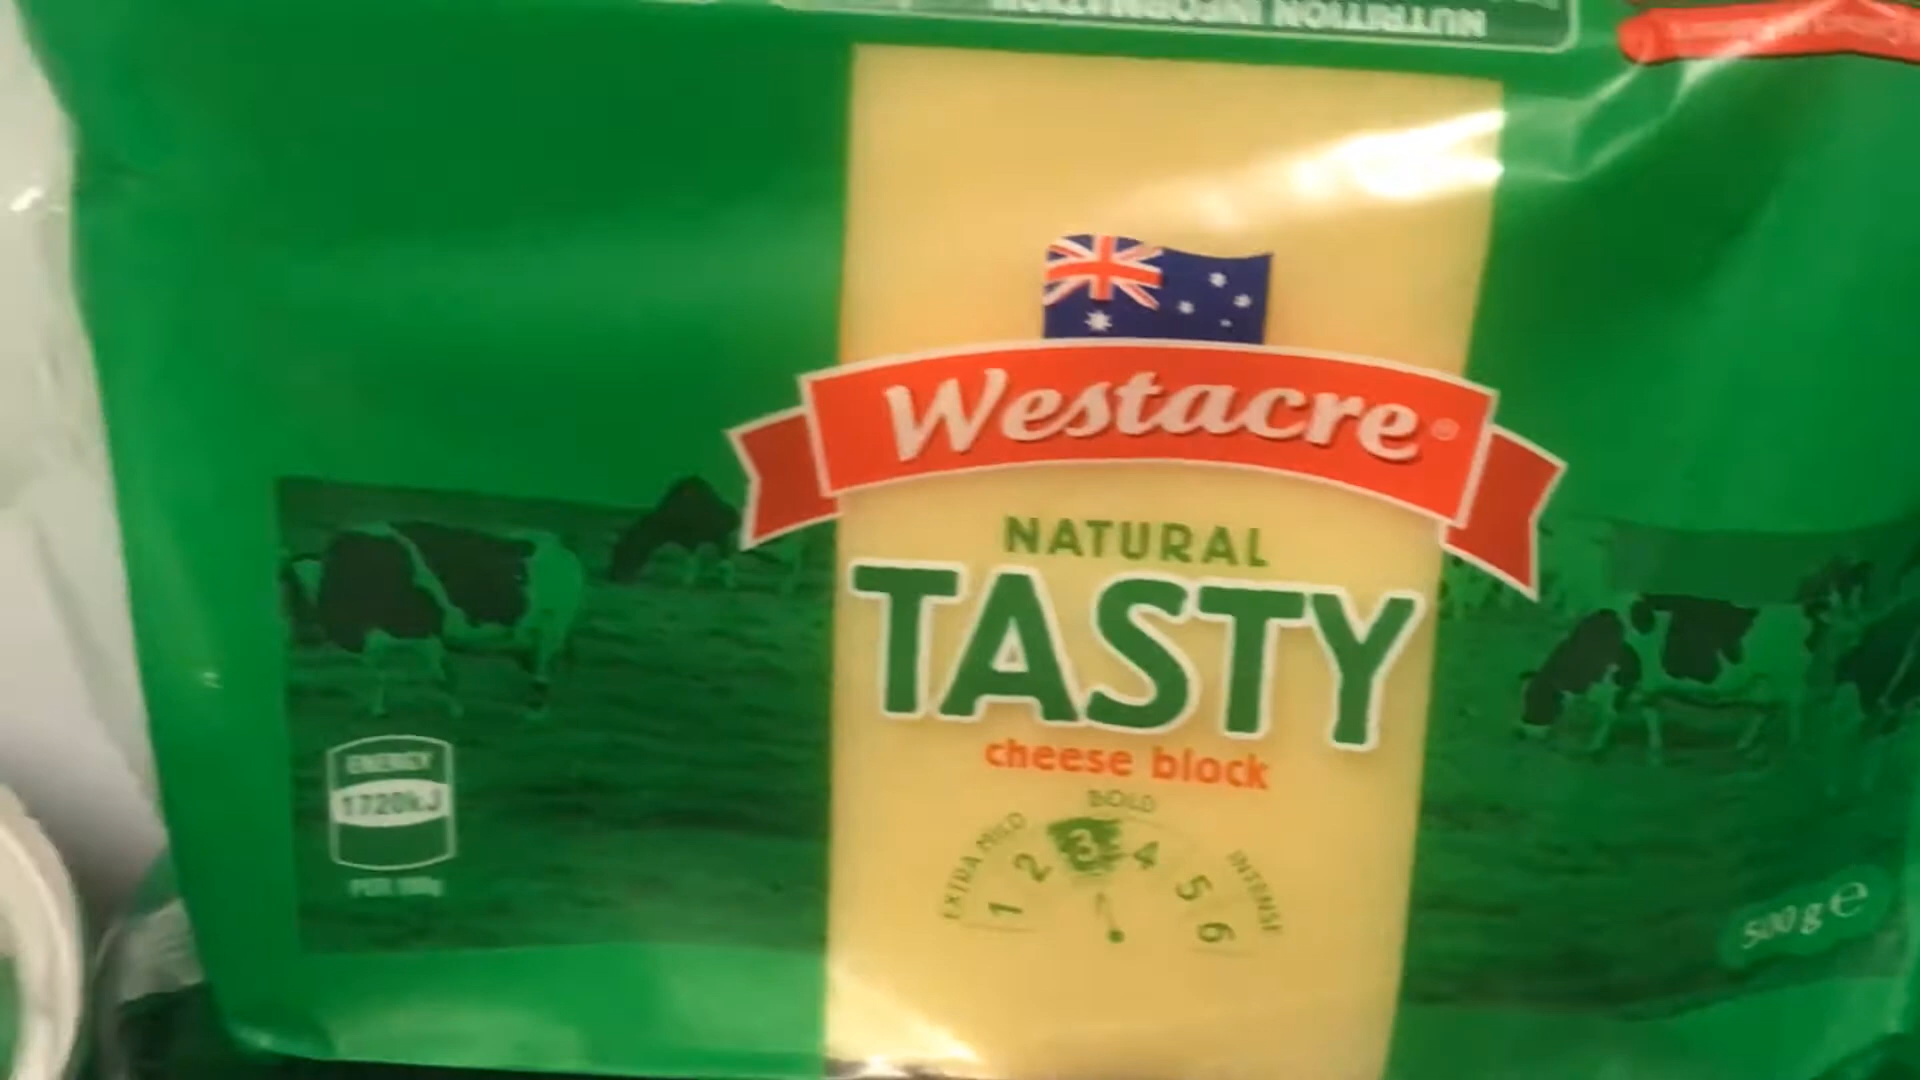 NUTRITION INFORMATION
Westacre®
NATURAL
TASTY
cheese block
BOLD
EXTRA MILD
INTENSE
1 2 3 4 5 6
ENERGY
1720kJ
PER 100g
500g e